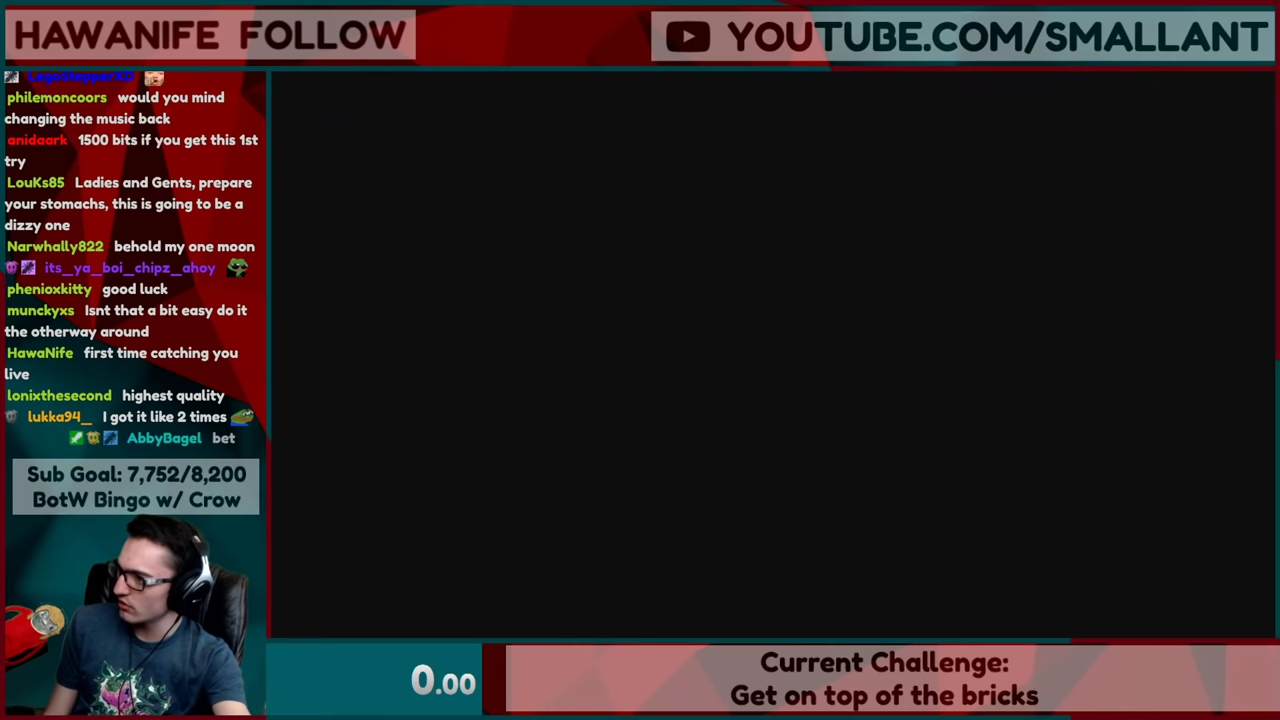 HAWANIFE FOLLOW
YOUTUBE.COM/SMALLANT
LegoStepperXD
philemoncoors would you mind
changing the music back
anidaark 1500 bits if you get this 1st
try
LouKs85 Ladies and Gents, prepare
your stomachs, this is going to be a
dizzy one
Narwhally822 behold my one moon
its_ya_boi_chipz_ahoy
phenioxkitty good luck
munckyxs Isnt that a bit easy do it
the otherway around
HawaNife first time catching you
live
lonixthesecond highest quality
lukka94_ I got it like 2 times
AbbyBagel bet
Sub Goal: 7,752/8,200
BotW Bingo w/ Crow
0.00
Current Challenge:
Get on top of the bricks